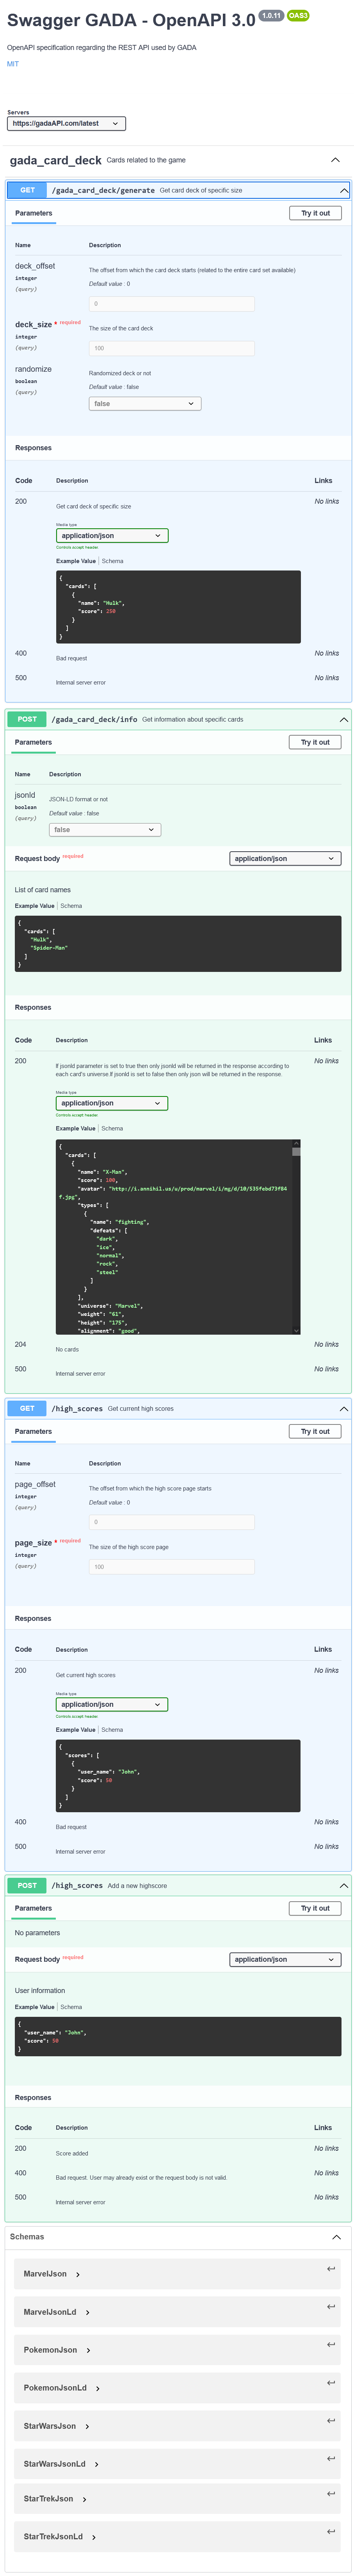 Swagger GADA - OpenAPI 3.0 1.0.11 OAS3
OpenAPI specification regarding the REST API used by GADA
MIT
Servers
https://gadaAPI.com/latest
gada_card_deck Cards related to the game
GET /gada_card_deck/generate Get card deck of specific size
Parameters Try it out
Name Description
deck_offset
integer
(query)
The offset from which the card deck starts (related to the entire card set available)
Default value : 0
0
deck_size * required
integer
(query)
The size of the card deck
100
randomize
boolean
(query)
Randomized deck or not
Default value : false
false
Responses
Code Description Links
200 No links
Get card deck of specific size
Media type
application/json
Controls accept header.
Example Value Schema
{
"cards": [
{
"name": "Hulk",
"score": 250
}
]
}
400 No links
Bad request
500 No links
Internal server error
POST /gada_card_deck/info Get information about specific cards
Parameters Try it out
Name Description
jsonld
boolean
(query)
JSON-LD format or not
Default value : false
false
Request body required application/json
List of card names
Example Value Schema
{
"cards": [
"Hulk",
"Spider-Man"
]
}
Responses
Code Description Links
200 No links
If jsonld parameter is set to true then only jsonld will be returned in the response according to
each card's universe.If jsonld is set to false then only json will be returned in the response.
Media type
application/json
Controls accept header.
Example Value Schema
{
"cards": [
{
"name": "X-Man",
"score": 100,
"avatar": "http://i.annihil.us/u/prod/marvel/i/mg/d/10/535febd73f84
f.jpg",
"types": [
{
"name": "fighting",
"defeats": [
"dark",
"ice",
"normal",
"rock",
"steel"
]
}
],
"universe": "Marvel",
"weight": "61",
"height": "175",
"alignment": "good",
204 No links
No cards
500 No links
Internal server error
GET /high_scores Get current high scores
Parameters Try it out
Name Description
page_offset
integer
(query)
The offset from which the high score page starts
Default value : 0
0
page_size * required
integer
(query)
The size of the high score page
100
Responses
Code Description Links
200 No links
Get current high scores
Media type
application/json
Controls accept header.
Example Value Schema
{
"scores": [
{
"user_name": "John",
"score": 50
}
]
}
400 No links
Bad request
500 No links
Internal server error
POST /high_scores Add a new highscore
Parameters Try it out
No parameters
Request body required application/json
User information
Example Value Schema
{
"user_name": "John",
"score": 50
}
Responses
Code Description Links
200 No links
Score added
400 No links
Bad request. User may already exist or the request body is not valid.
500 No links
Internal server error
Schemas
MarvelJson
MarvelJsonLd
PokemonJson
PokemonJsonLd
StarWarsJson
StarWarsJsonLd
StarTrekJson
StarTrekJsonLd